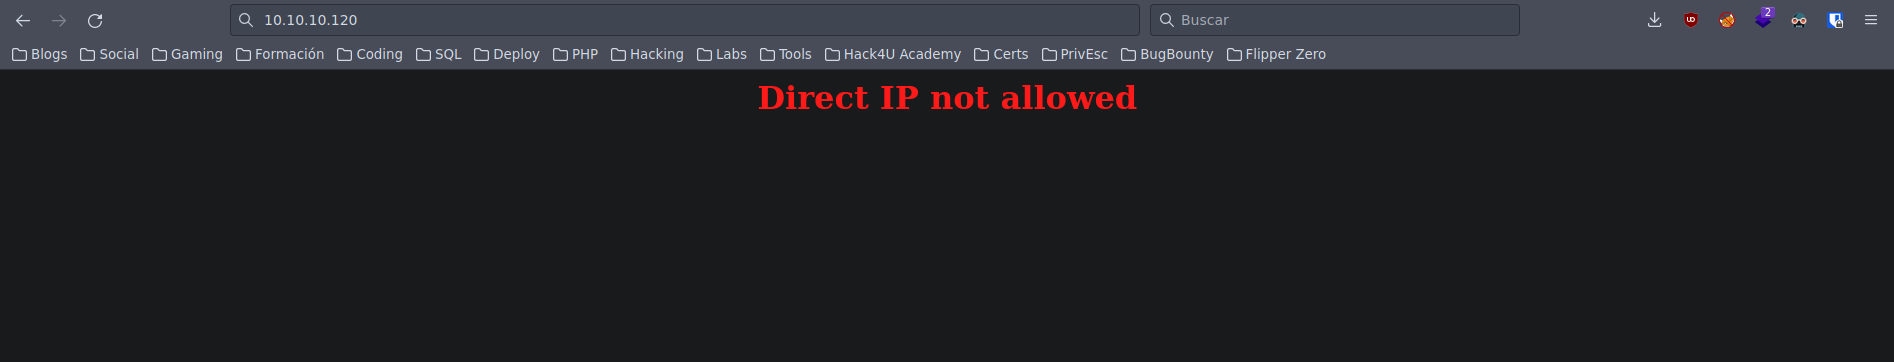 10.10.10.120
Buscar
2
Blogs Social Gaming Formación Coding SQL Deploy PHP Hacking Labs Tools Hack4U Academy Certs PrivEsc BugBounty Flipper Zero
Direct IP not allowed